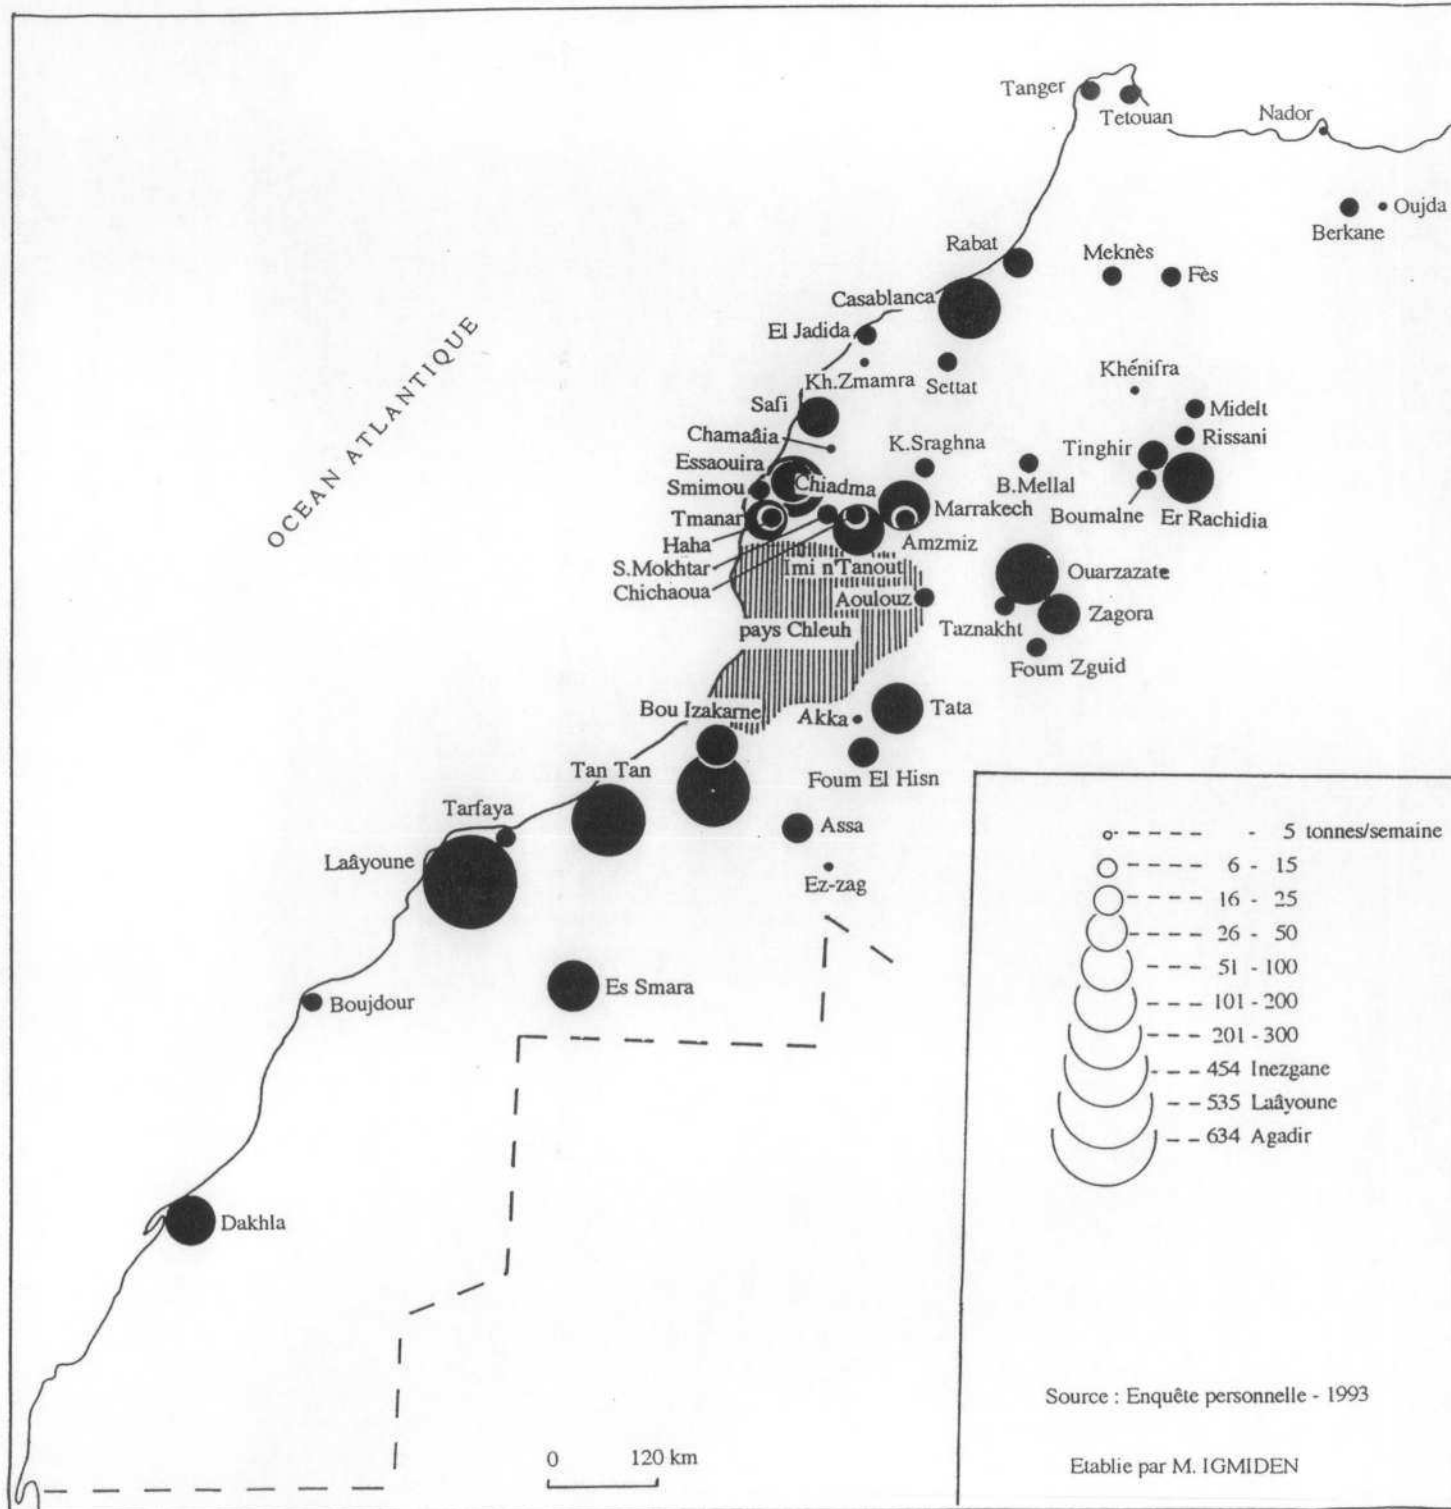 Tanger
Tetouan
Nador
Oujda
Berkane
Rabat
Meknès
Fès
Casablanca
El Jadida
OCEAN ATLANTIQUE
Kh.Zmamra
Settat
Khénifra
Safi
Midelt
Chamaâia
K.Sraghna
Tinghir
Rissani
Essaouira
Chiadma
B.Mellal
Smimou
Marrakech
Boumalne
Er Rachidia
Tmanar
Haha
Amzmiz
S.Mokhtar
Imi n'Tanout
Ouarzazate
Chichaoua
Aoulouz
Taznakht
Zagora
pays Chleuh
Foum Zguid
Bou Izakarne
Akka
Tata
Tan Tan
Foum El Hisn
Tarfaya
Assa
Laâyoune
Ez-zag
Es Smara
Boujdour
Dakhla
- 5 tonnes/semaine
6 - 15
16 - 25
26 - 50
51 - 100
101 - 200
201 - 300
454 Inezgane
535 Laâyoune
634 Agadir
Source : Enquête personnelle - 1993
0 120 km
Etablie par M. IGMIDEN